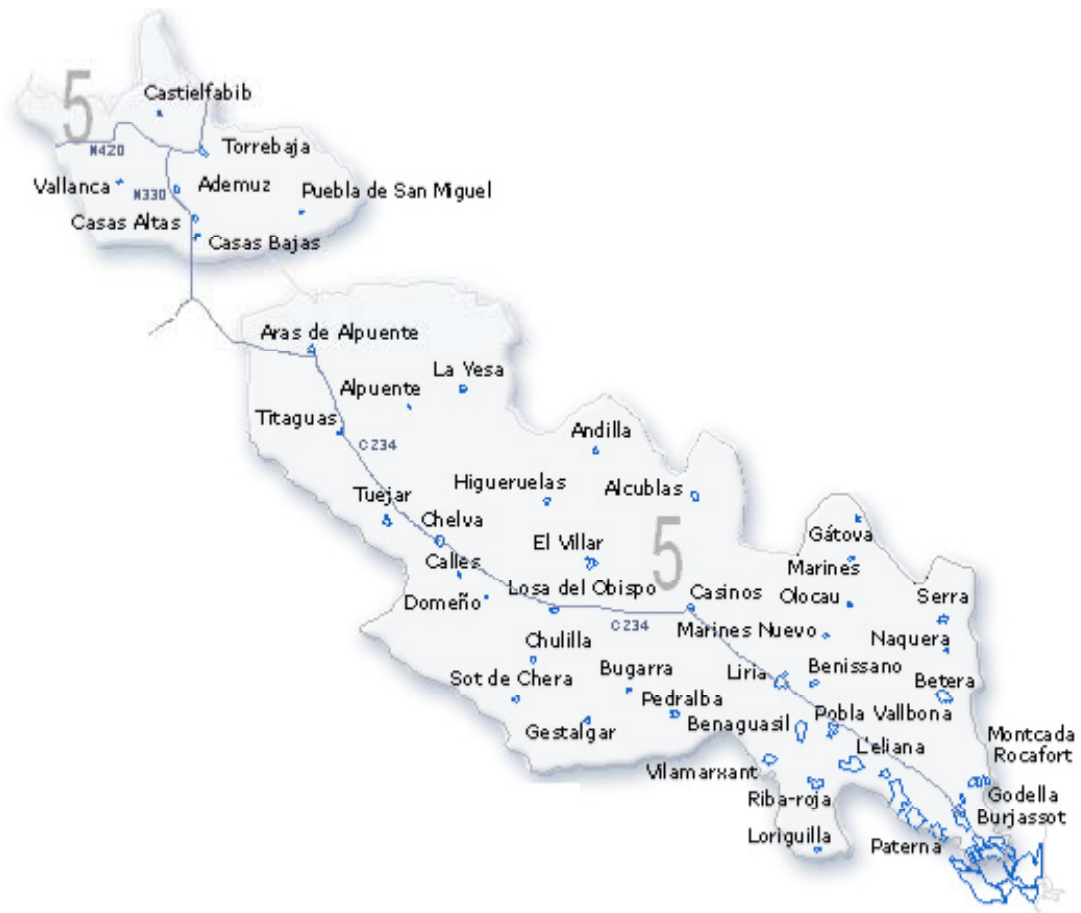 5
Castielfabib
N420
Torrebaja
Vallanca
N330
Ademuz
Puebla de San Miguel
Casas Altas
Casas Bajas
Aras de Alpuente
La Yesa
Alpuente
Titaguas
C234
Andilla
Higueruelas
Alcublas
Tuejar
Chelva
Gátova
El Villar
5
Calles
Marines
Losa del Obispo
Casinos
Olocau
Serra
Domeño
C234
Marines Nuevo
Naquera
Chulilla
Bugarra
Liria
Benissano
Sot de Chera
Betera
Pedralba
Pobla Vallbona
Gestalgar
Benaguasil
Montcada
L'eliana
Rocafort
Vilamarxant
Riba-roja
Godella
Burjassot
Loriguilla
Paterna